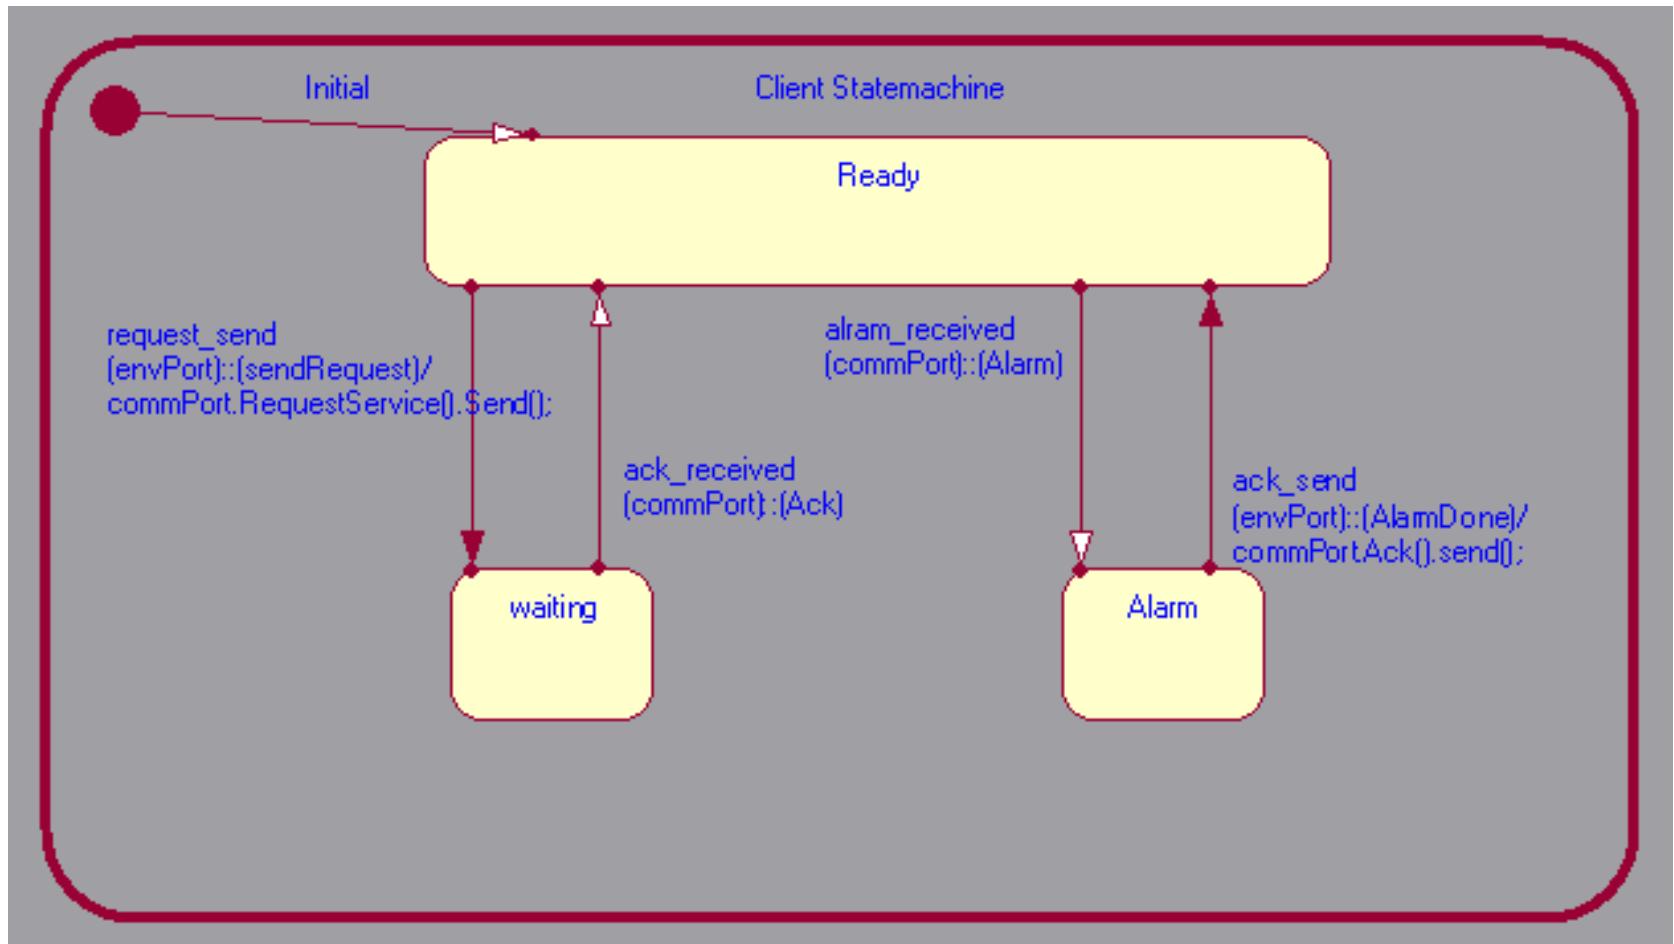 Initial
Client Statemachine
Ready
request_send
(envPort)::(sendRequest)/
commPort.RequestService().Send();
alram_received
(commPort)::(Alarm)
ack_received
(commPort)::(Ack)
ack_send
(envPort)::(AlarmDone)/
commPort.Ack().send();
waiting
Alarm